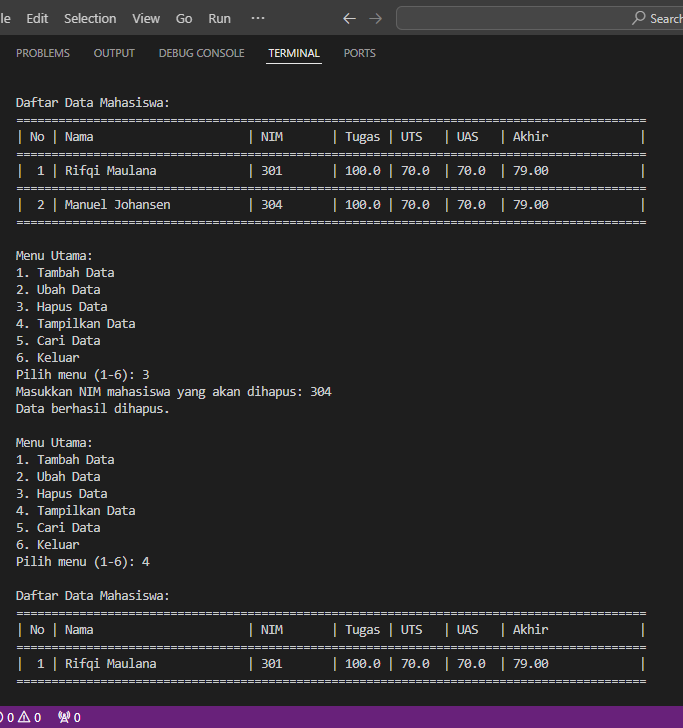 le Edit Selection View Go Run ··· ← → Search
PROBLEMS OUTPUT DEBUG CONSOLE TERMINAL PORTS
Daftar Data Mahasiswa:
==========================================================================================
| No | Nama | NIM | Tugas | UTS | UAS | Akhir |
==========================================================================================
| 1 | Rifqi Maulana | 301 | 100.0 | 70.0 | 70.0 | 79.00 |
==========================================================================================
| 2 | Manuel Johansen | 304 | 100.0 | 70.0 | 70.0 | 79.00 |
==========================================================================================
Menu Utama:
1. Tambah Data
2. Ubah Data
3. Hapus Data
4. Tampilkan Data
5. Cari Data
6. Keluar
Pilih menu (1-6): 3
Masukkan NIM mahasiswa yang akan dihapus: 304
Data berhasil dihapus.
Menu Utama:
1. Tambah Data
2. Ubah Data
3. Hapus Data
4. Tampilkan Data
5. Cari Data
6. Keluar
Pilih menu (1-6): 4
Daftar Data Mahasiswa:
==========================================================================================
| No | Nama | NIM | Tugas | UTS | UAS | Akhir |
==========================================================================================
| 1 | Rifqi Maulana | 301 | 100.0 | 70.0 | 70.0 | 79.00 |
==========================================================================================
0 0 0